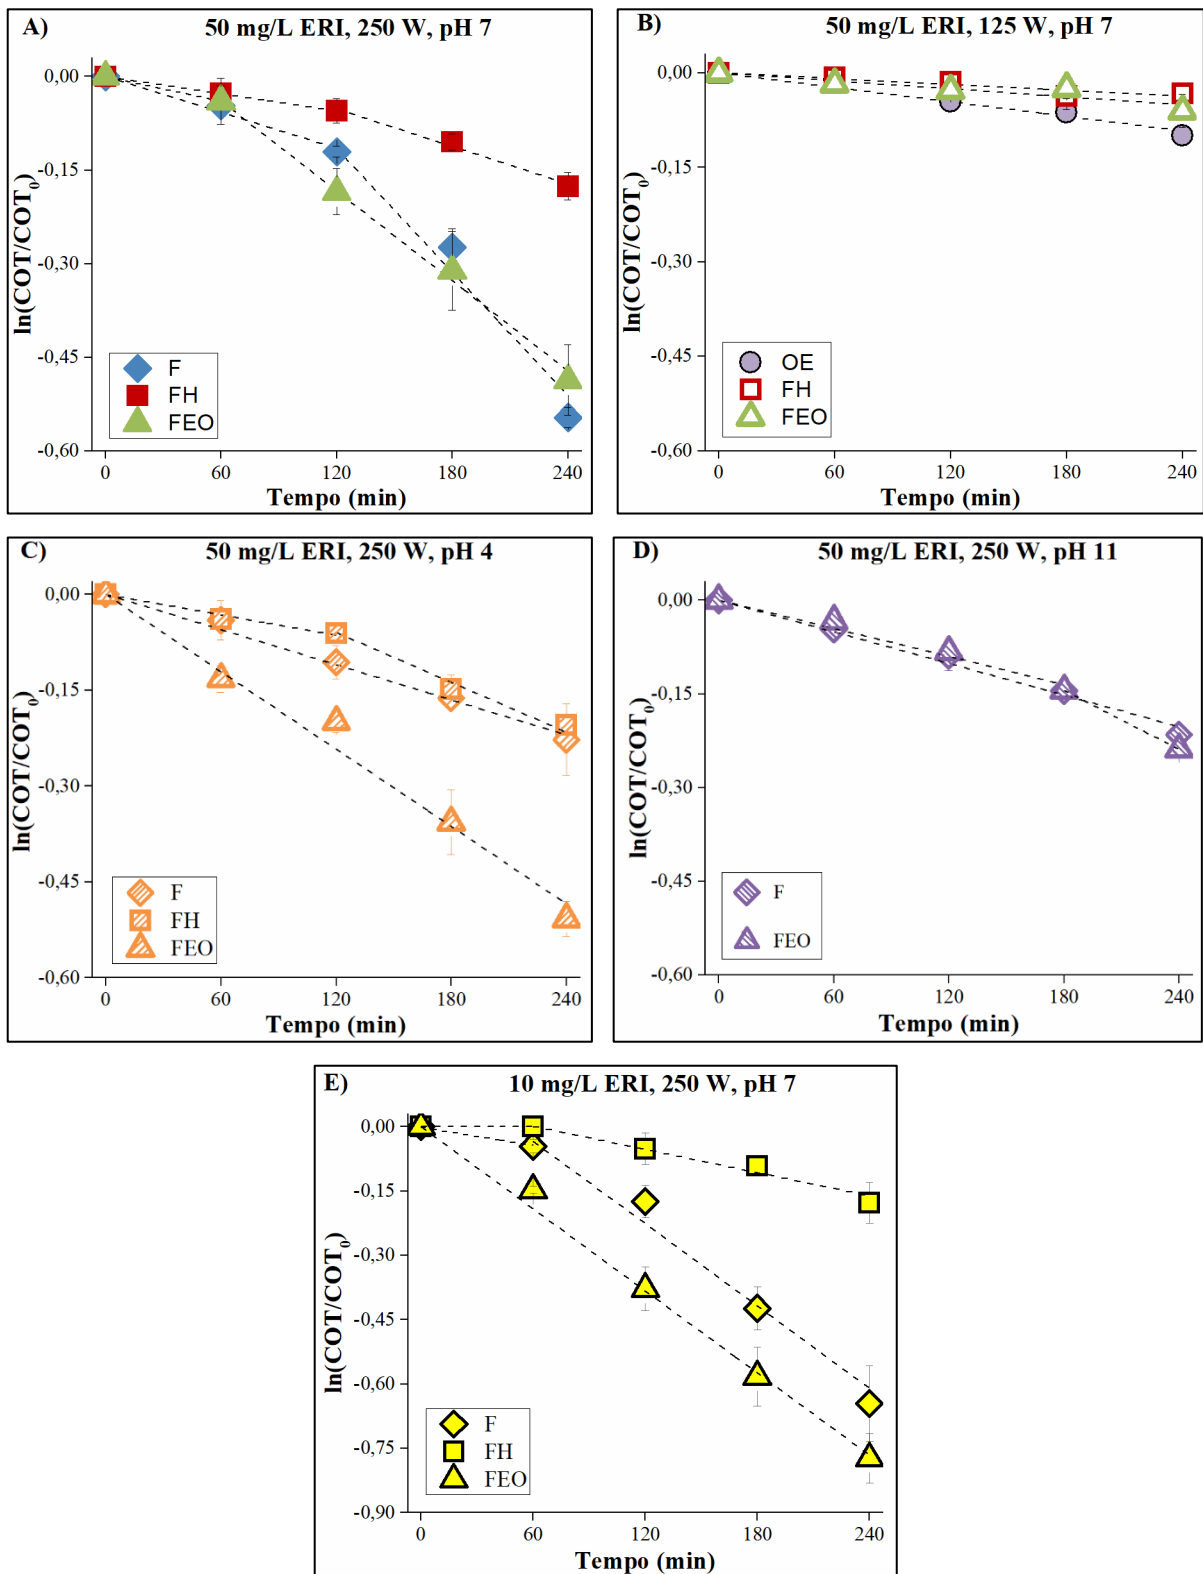 A)
50 mg/L ERI, 250 W, pH 7
0,00
-0,15
-0,30
-0,45
-0,60
ln(COT/COT0)
F
FH
FEO
0
60
120
180
240
Tempo (min)
B)
50 mg/L ERI, 125 W, pH 7
0,00
-0,15
-0,30
-0,45
-0,60
ln(COT/COT0)
OE
FH
FEO
0
60
120
180
240
Tempo (min)
C)
50 mg/L ERI, 250 W, pH 4
0,00
-0,15
-0,30
-0,45
-0,60
ln(COT/COT0)
F
FH
FEO
0
60
120
180
240
Tempo (min)
D)
50 mg/L ERI, 250 W, pH 11
0,00
-0,15
-0,30
-0,45
-0,60
ln(COT/COT0)
F
FEO
0
60
120
180
240
Tempo (min)
E)
10 mg/L ERI, 250 W, pH 7
0,00
-0,15
-0,30
-0,45
-0,60
-0,75
-0,90
ln(COT/COT0)
F
FH
FEO
0
60
120
180
240
Tempo (min)